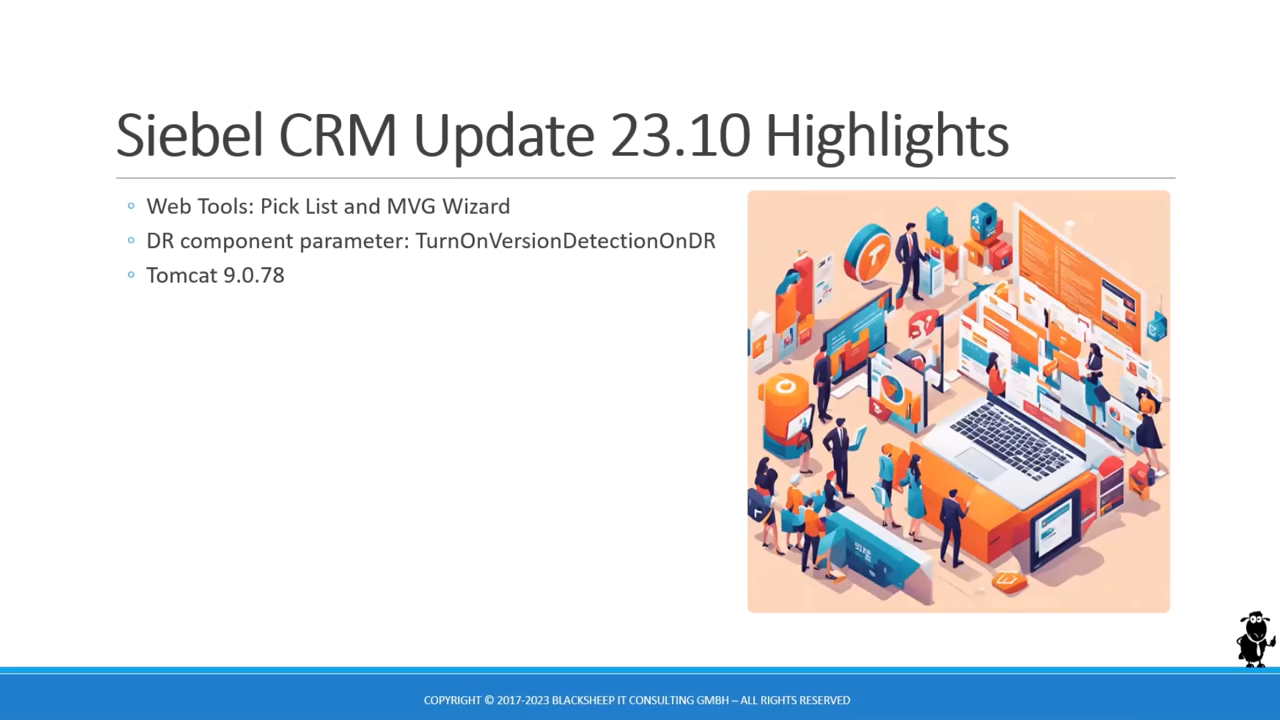 Siebel CRM Update 23.10 Highlights
Web Tools: Pick List and MVG Wizard
DR component parameter: TurnOnVersionDetectionOnDR
Tomcat 9.0.78
COPYRIGHT © 2017-2023 BLACKSHEEP IT CONSULTING GMBH – ALL RIGHTS RESERVED